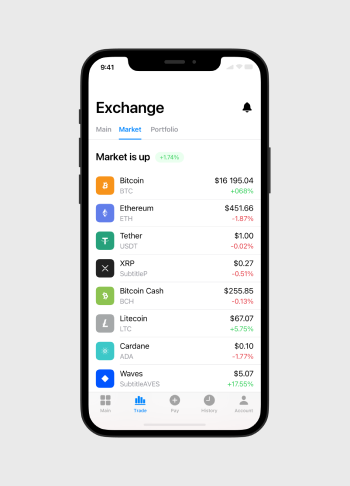 9:41
Exchange
Main Market Portfolio
Market is up +1.74%
Bitcoin $16 195.04
BTC +068%
Ethereum $451.66
ETH -1.87%
Tether $1.00
USDT -0.02%
XRP $0.27
SubtitleP -0.51%
Bitcoin Cash $255.85
BCH -0.13%
Litecoin $67.07
LTC +5.75%
Cardane $0.10
ADA -1.77%
Waves $5.07
SubtitleAVES +17.55%
Main Trade Pay History Account